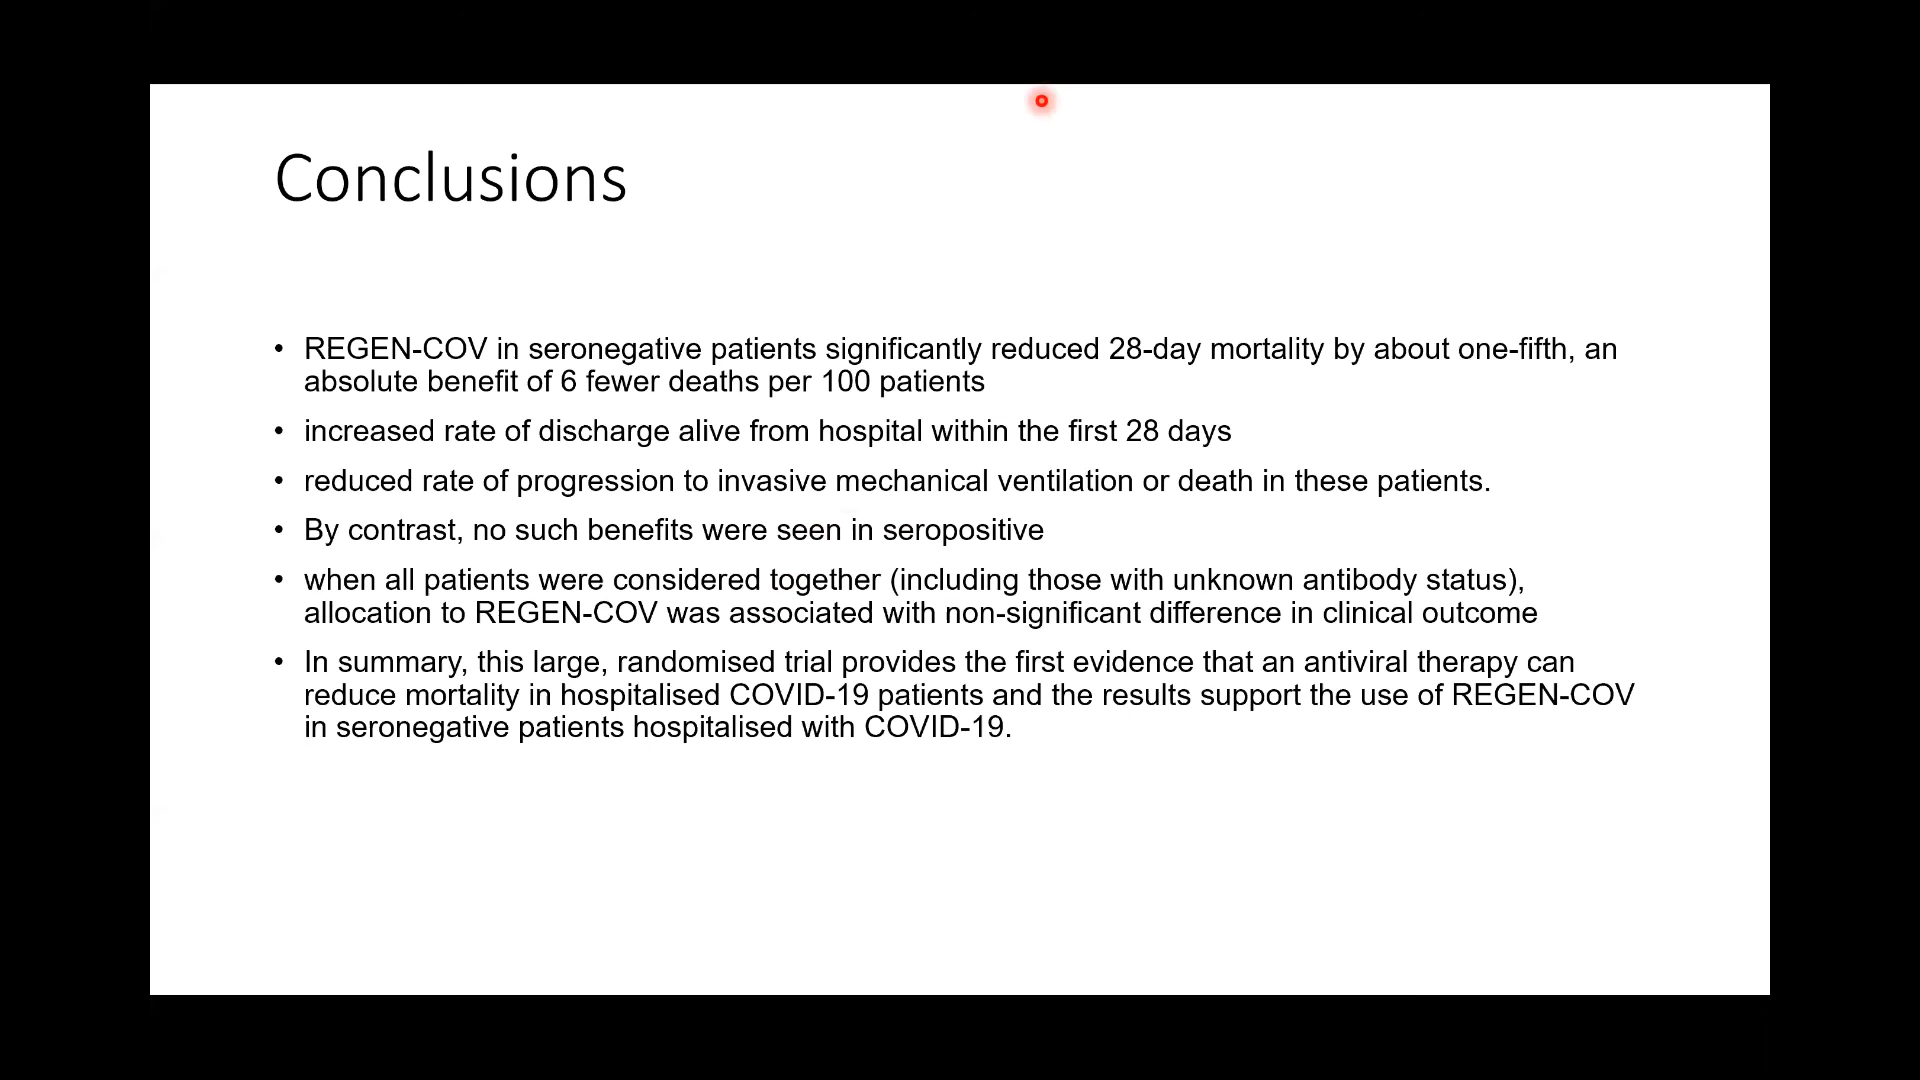 Conclusions
• REGEN-COV in seronegative patients significantly reduced 28-day mortality by about one-fifth, an
absolute benefit of 6 fewer deaths per 100 patients
• increased rate of discharge alive from hospital within the first 28 days
• reduced rate of progression to invasive mechanical ventilation or death in these patients.
• By contrast, no such benefits were seen in seropositive
• when all patients were considered together (including those with unknown antibody status),
allocation to REGEN-COV was associated with non-significant difference in clinical outcome
• In summary, this large, randomised trial provides the first evidence that an antiviral therapy can
reduce mortality in hospitalised COVID-19 patients and the results support the use of REGEN-COV
in seronegative patients hospitalised with COVID-19.